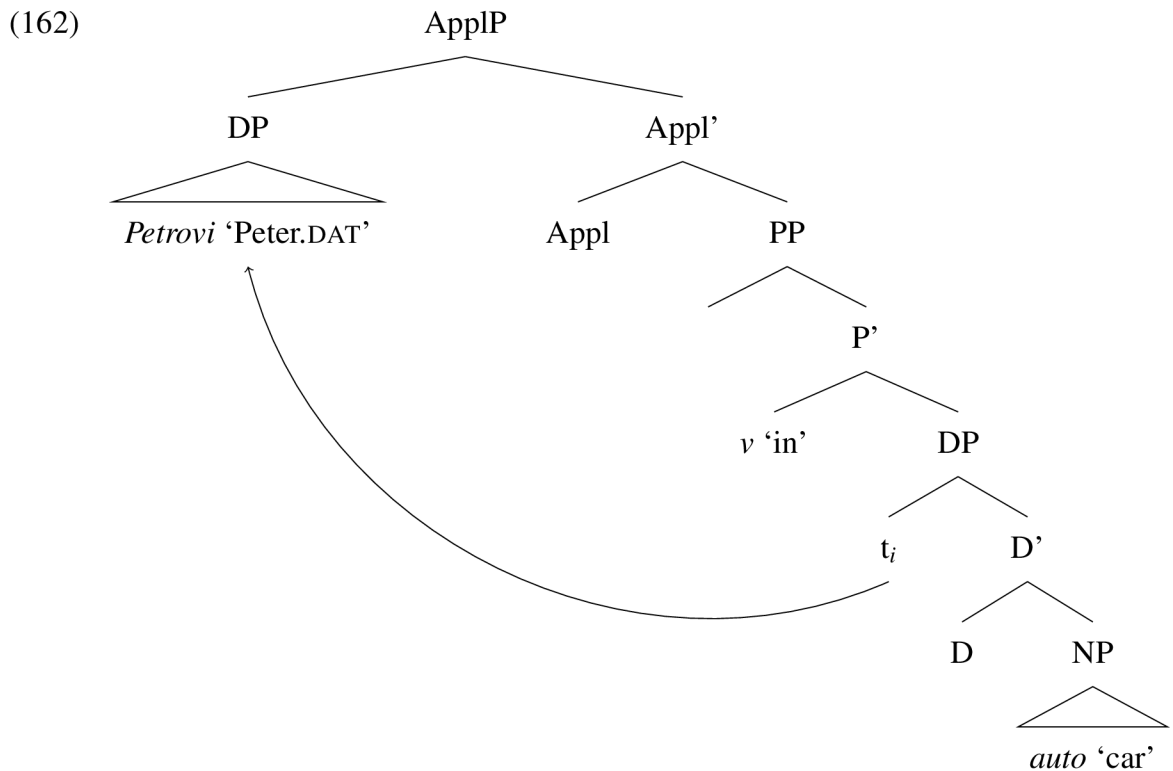 (162) ApplP
DP Appl’
Petrovi ‘Peter.DAT’ Appl PP
P’
v ‘in’ DP
tᵢ D’
D NP
auto ‘car’